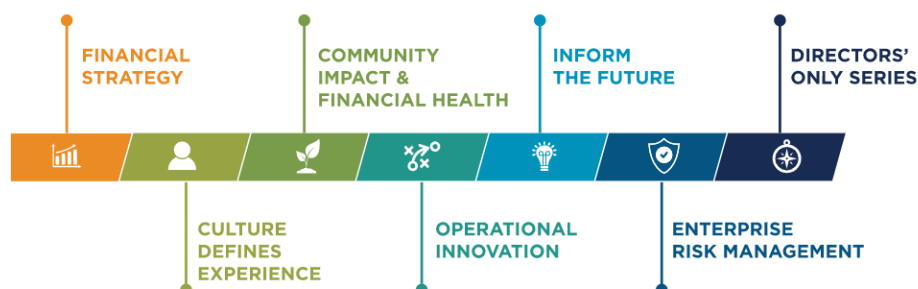 FINANCIAL
STRATEGY
COMMUNITY
IMPACT &
FINANCIAL HEALTH
INFORM
THE FUTURE
DIRECTORS'
ONLY SERIES
CULTURE
DEFINES
EXPERIENCE
OPERATIONAL
INNOVATION
ENTERPRISE
RISK MANAGEMENT